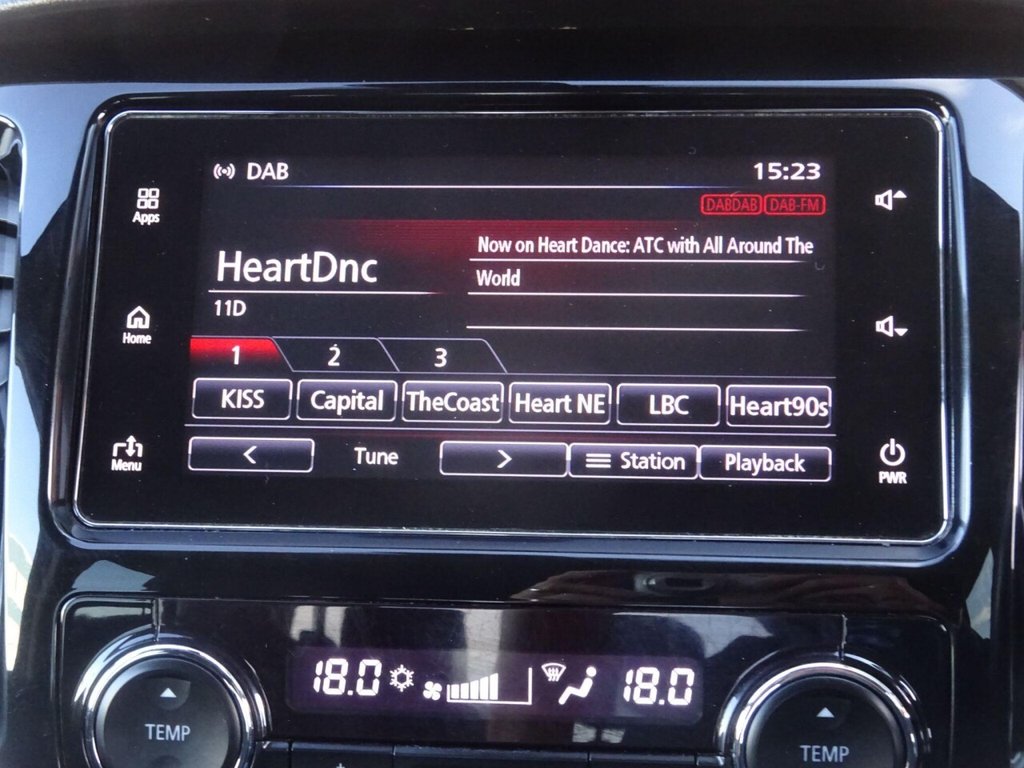 DAB
15:23
DABDAB DAB-FM
Apps
HeartDnc
Now on Heart Dance: ATC with All Around The
World
11D
Home
1 2 3
KISS Capital TheCoast Heart NE LBC Heart90s
Menu
< Tune > Station Playback
PWR
18.0 18.0
TEMP
TEMP